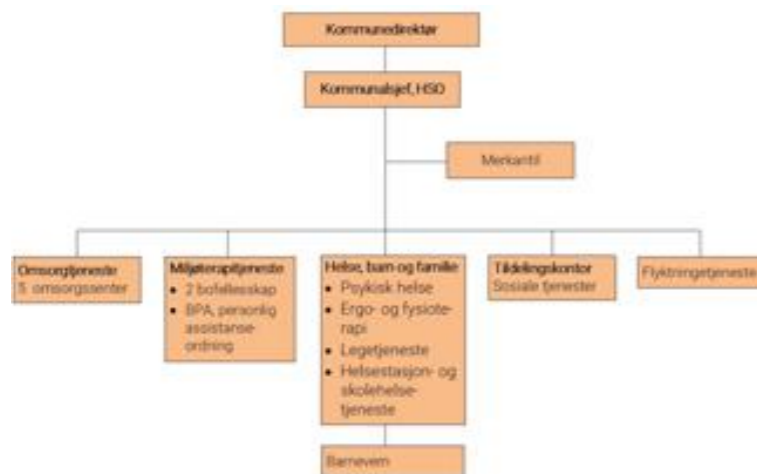 Kommunedirektør
Kommunalsjef, HSO
Merkantil
Omsorgtjeneste
5 omsorgssenter
Miljøterapitjeneste
• 2 bofellesskap
• BPA, personlig
assistanse-
ordning
Helse, barn og familie
• Psykisk helse
• Ergo- og fysiote-
rapi
• Legetjeneste
• Helsestasjon- og
skolehelse-
tjeneste
Tildelingskontor
Sosiale tjenester
Flyktningetjeneste
Barnevern